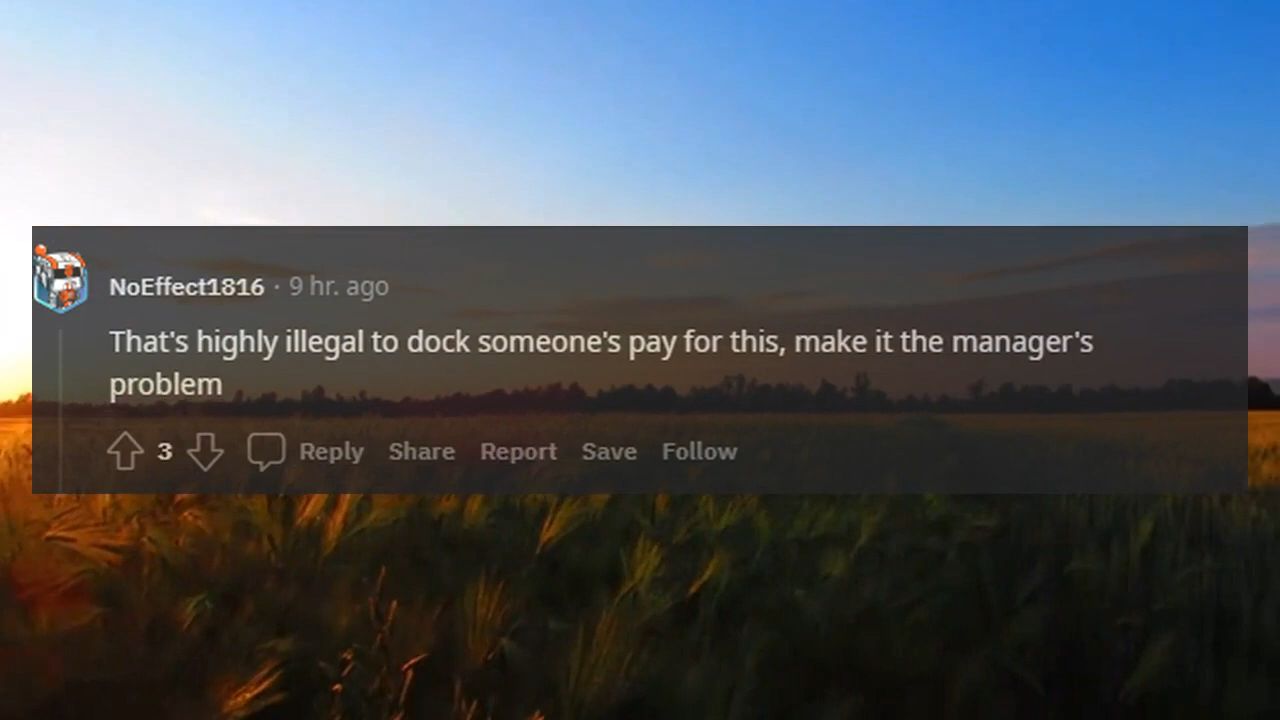 NoEffect1816 · 9 hr. ago
That's highly illegal to dock someone's pay for this, make it the manager's
problem
3 Reply Share Report Save Follow